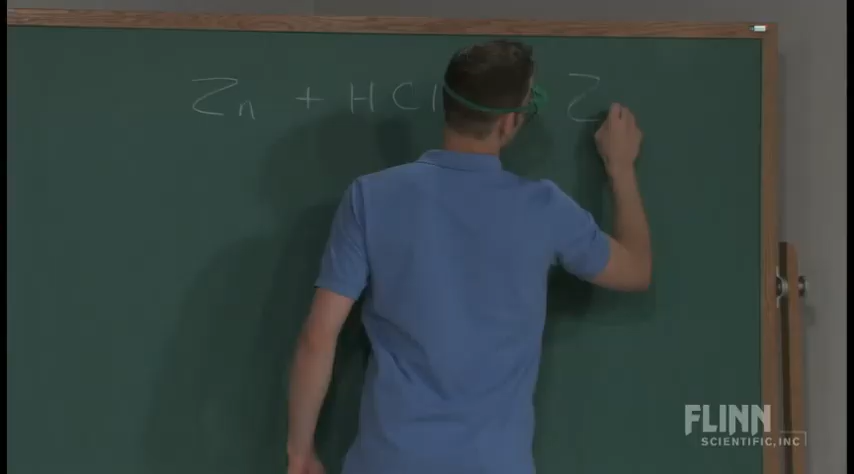 Zn + HCl Z
FLINN
SCIENTIFIC, INC